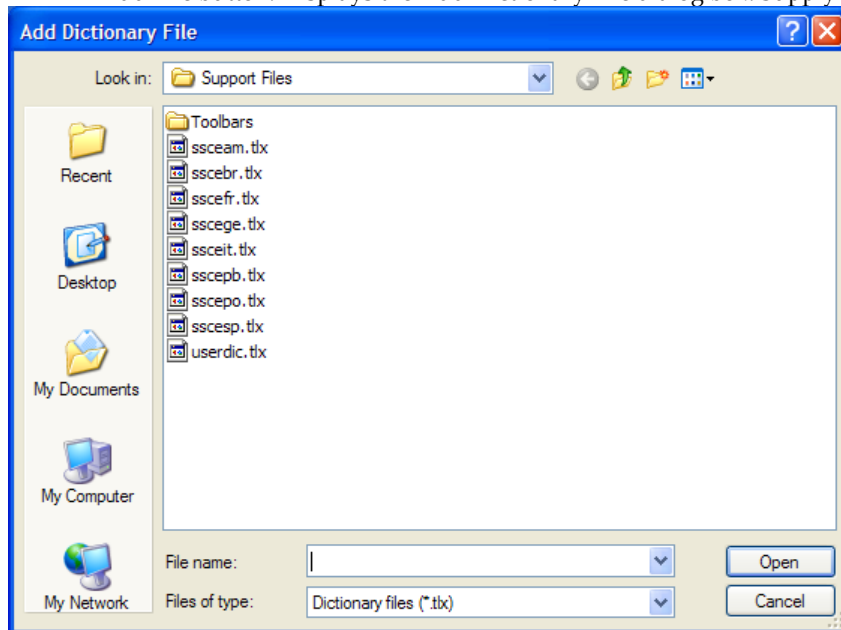 Add Dictionary File
Look in: Support Files
Toolbars
ssceam.tlx
sscebr.tlx
sscefr.tlx
sscege.tlx
ssceit.tlx
sscepb.tlx
sscepo.tlx
sscesp.tlx
userdic.tlx
Recent
Desktop
My Documents
My Computer
My Network
File name:
Open
Files of type: Dictionary files (*.tlx)
Cancel